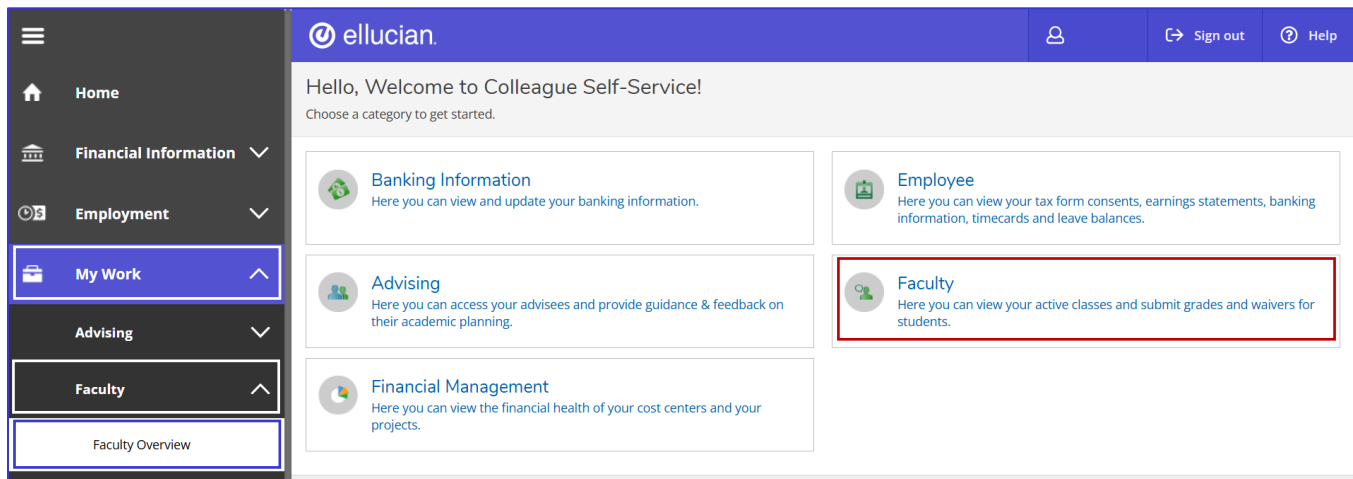 ellucian.
Sign out
Help
Home
Financial Information
Employment
My Work
Advising
Faculty
Faculty Overview
Hello, Welcome to Colleague Self-Service!
Choose a category to get started.
Banking Information
Here you can view and update your banking information.
Employee
Here you can view your tax form consents, earnings statements, banking
information, timecards and leave balances.
Advising
Here you can access your advisees and provide guidance & feedback on
their academic planning.
Faculty
Here you can view your active classes and submit grades and waivers for
students.
Financial Management
Here you can view the financial health of your cost centers and your
projects.